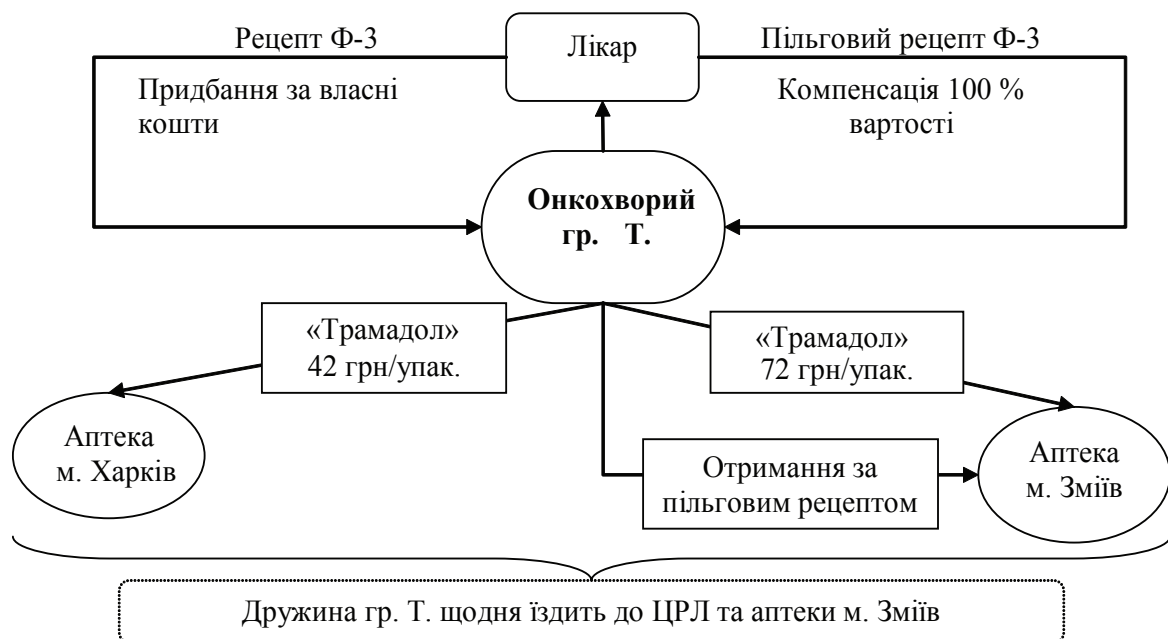 Рецепт Ф-3
Лікар
Пільговий рецепт Ф-3
Придбання за власні
кошти
Компенсація 100 %
вартості
Онкохворий
гр. Т.
«Трамадол»
42 грн/упак.
«Трамадол»
72 грн/упак.
Аптека
м. Харків
Отримання за
пільговим рецептом
Аптека
м. Зміїв
Дружина гр. Т. щодня їздить до ЦРЛ та аптеки м. Зміїв